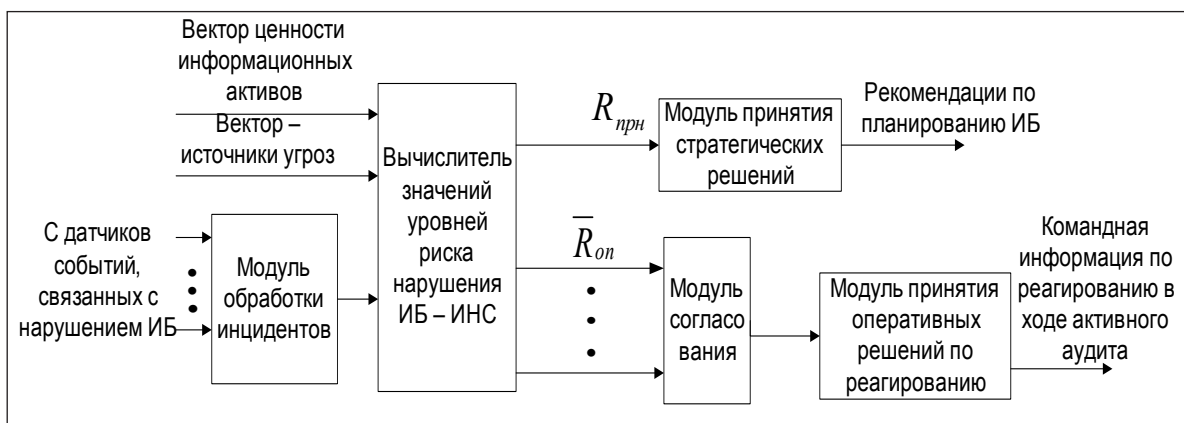 Вектор ценности
информационных
активов
Вектор –
источники угроз
С датчиков
событий,
связанных с
нарушением ИБ
Модуль
обработки
инцидентов
Вычислитель
значений
уровней
риска
нарушения
ИБ – ИНС
Rпрн
Модуль принятия
стратегических
решений
Рекомендации по
планированию ИБ
R̅оп
Модуль
согласо
вания
Модуль принятия
оперативных
решений по
реагированию
Командная
информация по
реагированию в
ходе активного
аудита